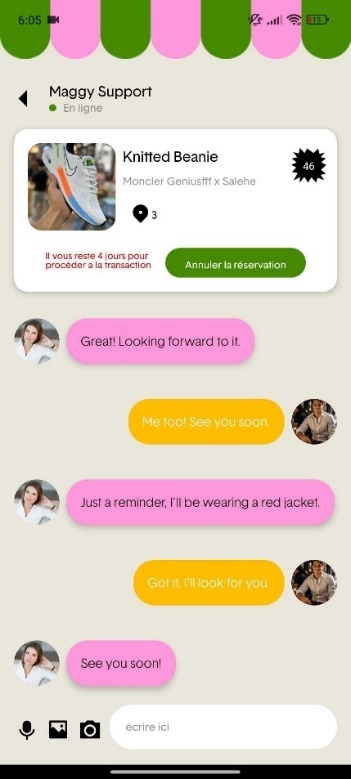 6:05
15
Maggy Support
En ligne
Knitted Beanie
46
Moncler Geniusfff x Salehe
3
Il vous reste 4 jours pour
procéder a la transaction
Annuler la réservation
Great! Looking forward to it.
Me too! See you soon.
Just a reminder, I'll be wearing a red jacket.
Got it. I'll look for you.
See you soon!
écrire ici